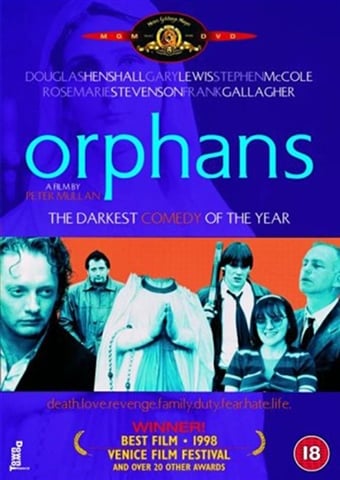 MGM DVD
DOUGLAS HENSHALL GARY LEWIS STEPHEN McCOLE
ROSEMARIE STEVENSON FRANK GALLAGHER
orphans
A FILM BY
PETER MULLAN
THE DARKEST COMEDY OF THE YEAR
death.love.revenge.family.duty.fear.hate.life.
WINNER!
BEST FILM • 1998
VENICE FILM FESTIVAL
AND OVER 20 OTHER AWARDS
18